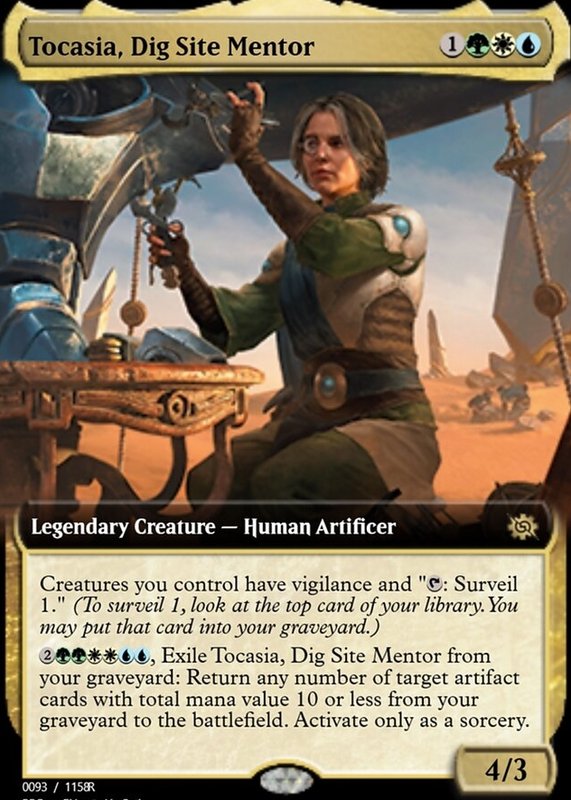 Tocasia, Dig Site Mentor 1
Legendary Creature — Human Artificer
Creatures you control have vigilance and ": Surveil
1." (To surveil 1, look at the top card of your library. You
may put that card into your graveyard.)
2, Exile Tocasia, Dig Site Mentor from
your graveyard: Return any number of target artifact
cards with total mana value 10 or less from your
graveyard to the battlefield. Activate only as a sorcery.
4/3
0093 / 1158R